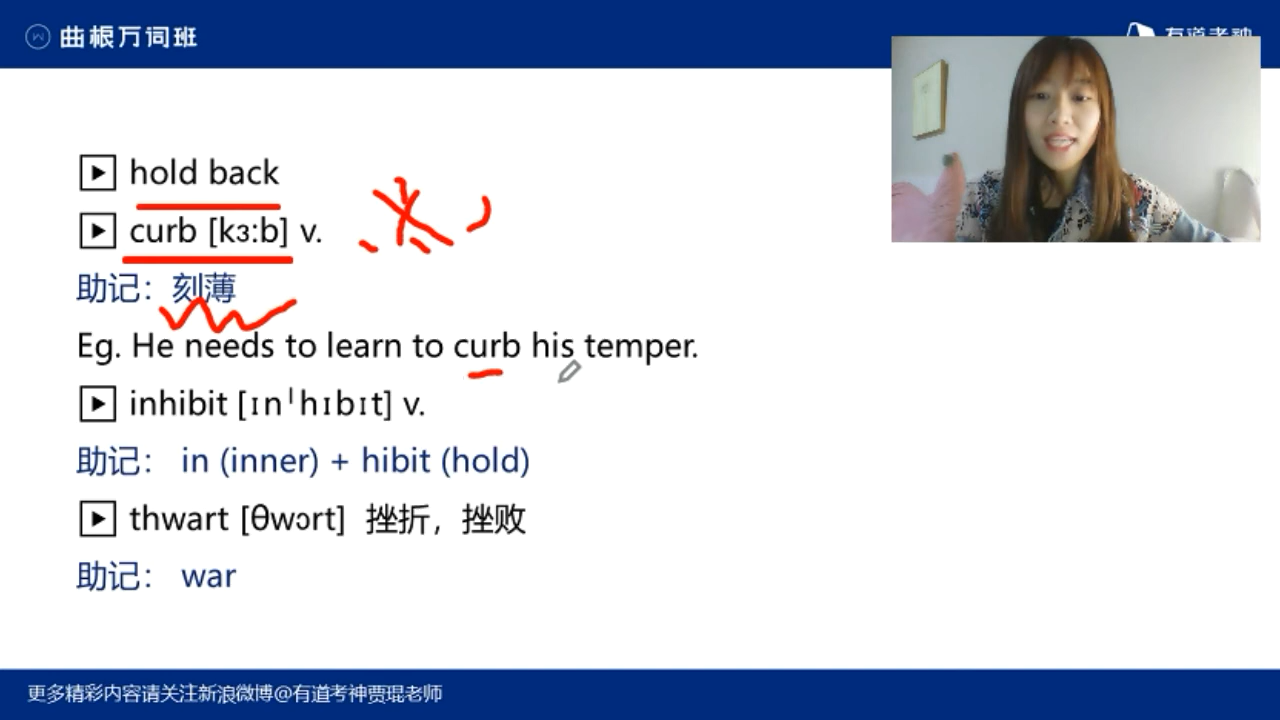 曲根万词班
有道考神
hold back
curb [kɜ:b] v.
助记：刻薄
Eg. He needs to learn to curb his temper.
inhibit [ɪnˈhɪbɪt] v.
助记： in (inner) + hibit (hold)
thwart [θwɔrt] 挫折，挫败
助记： war
更多精彩内容请关注新浪微博@有道考神贾琨老师